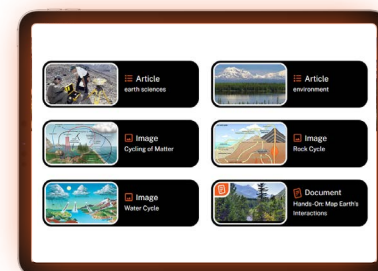 Article
earth sciences
Article
environment
Image
Cycling of Matter
Image
Rock Cycle
Image
Water Cycle
Document
Hands-On: Map Earth's
Interactions